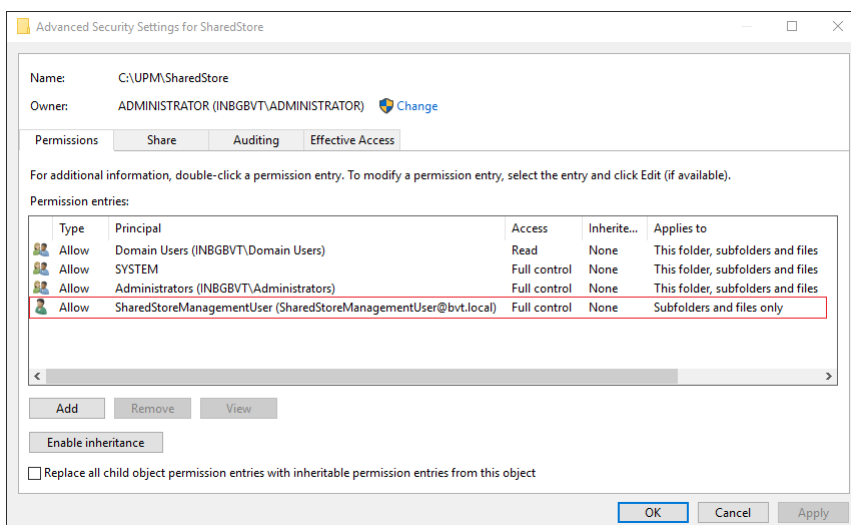 Advanced Security Settings for SharedStore
Name: C:\UPM\SharedStore
Owner: ADMINISTRATOR (INBGBVT\ADMINISTRATOR) Change
Permissions Share Auditing Effective Access
For additional information, double-click a permission entry. To modify a permission entry, select the entry and click Edit (if available).
Permission entries:
Type Principal Access Inherite... Applies to
Allow Domain Users (INBGBVT\Domain Users) Read None This folder, subfolders and files
Allow SYSTEM Full control None This folder, subfolders and files
Allow Administrators (INBGBVT\Administrators) Full control None This folder, subfolders and files
Allow SharedStoreManagementUser (SharedStoreManagementUser@bvt.local) Full control None Subfolders and files only
Add Remove View
Enable inheritance
Replace all child object permission entries with inheritable permission entries from this object
OK Cancel Apply